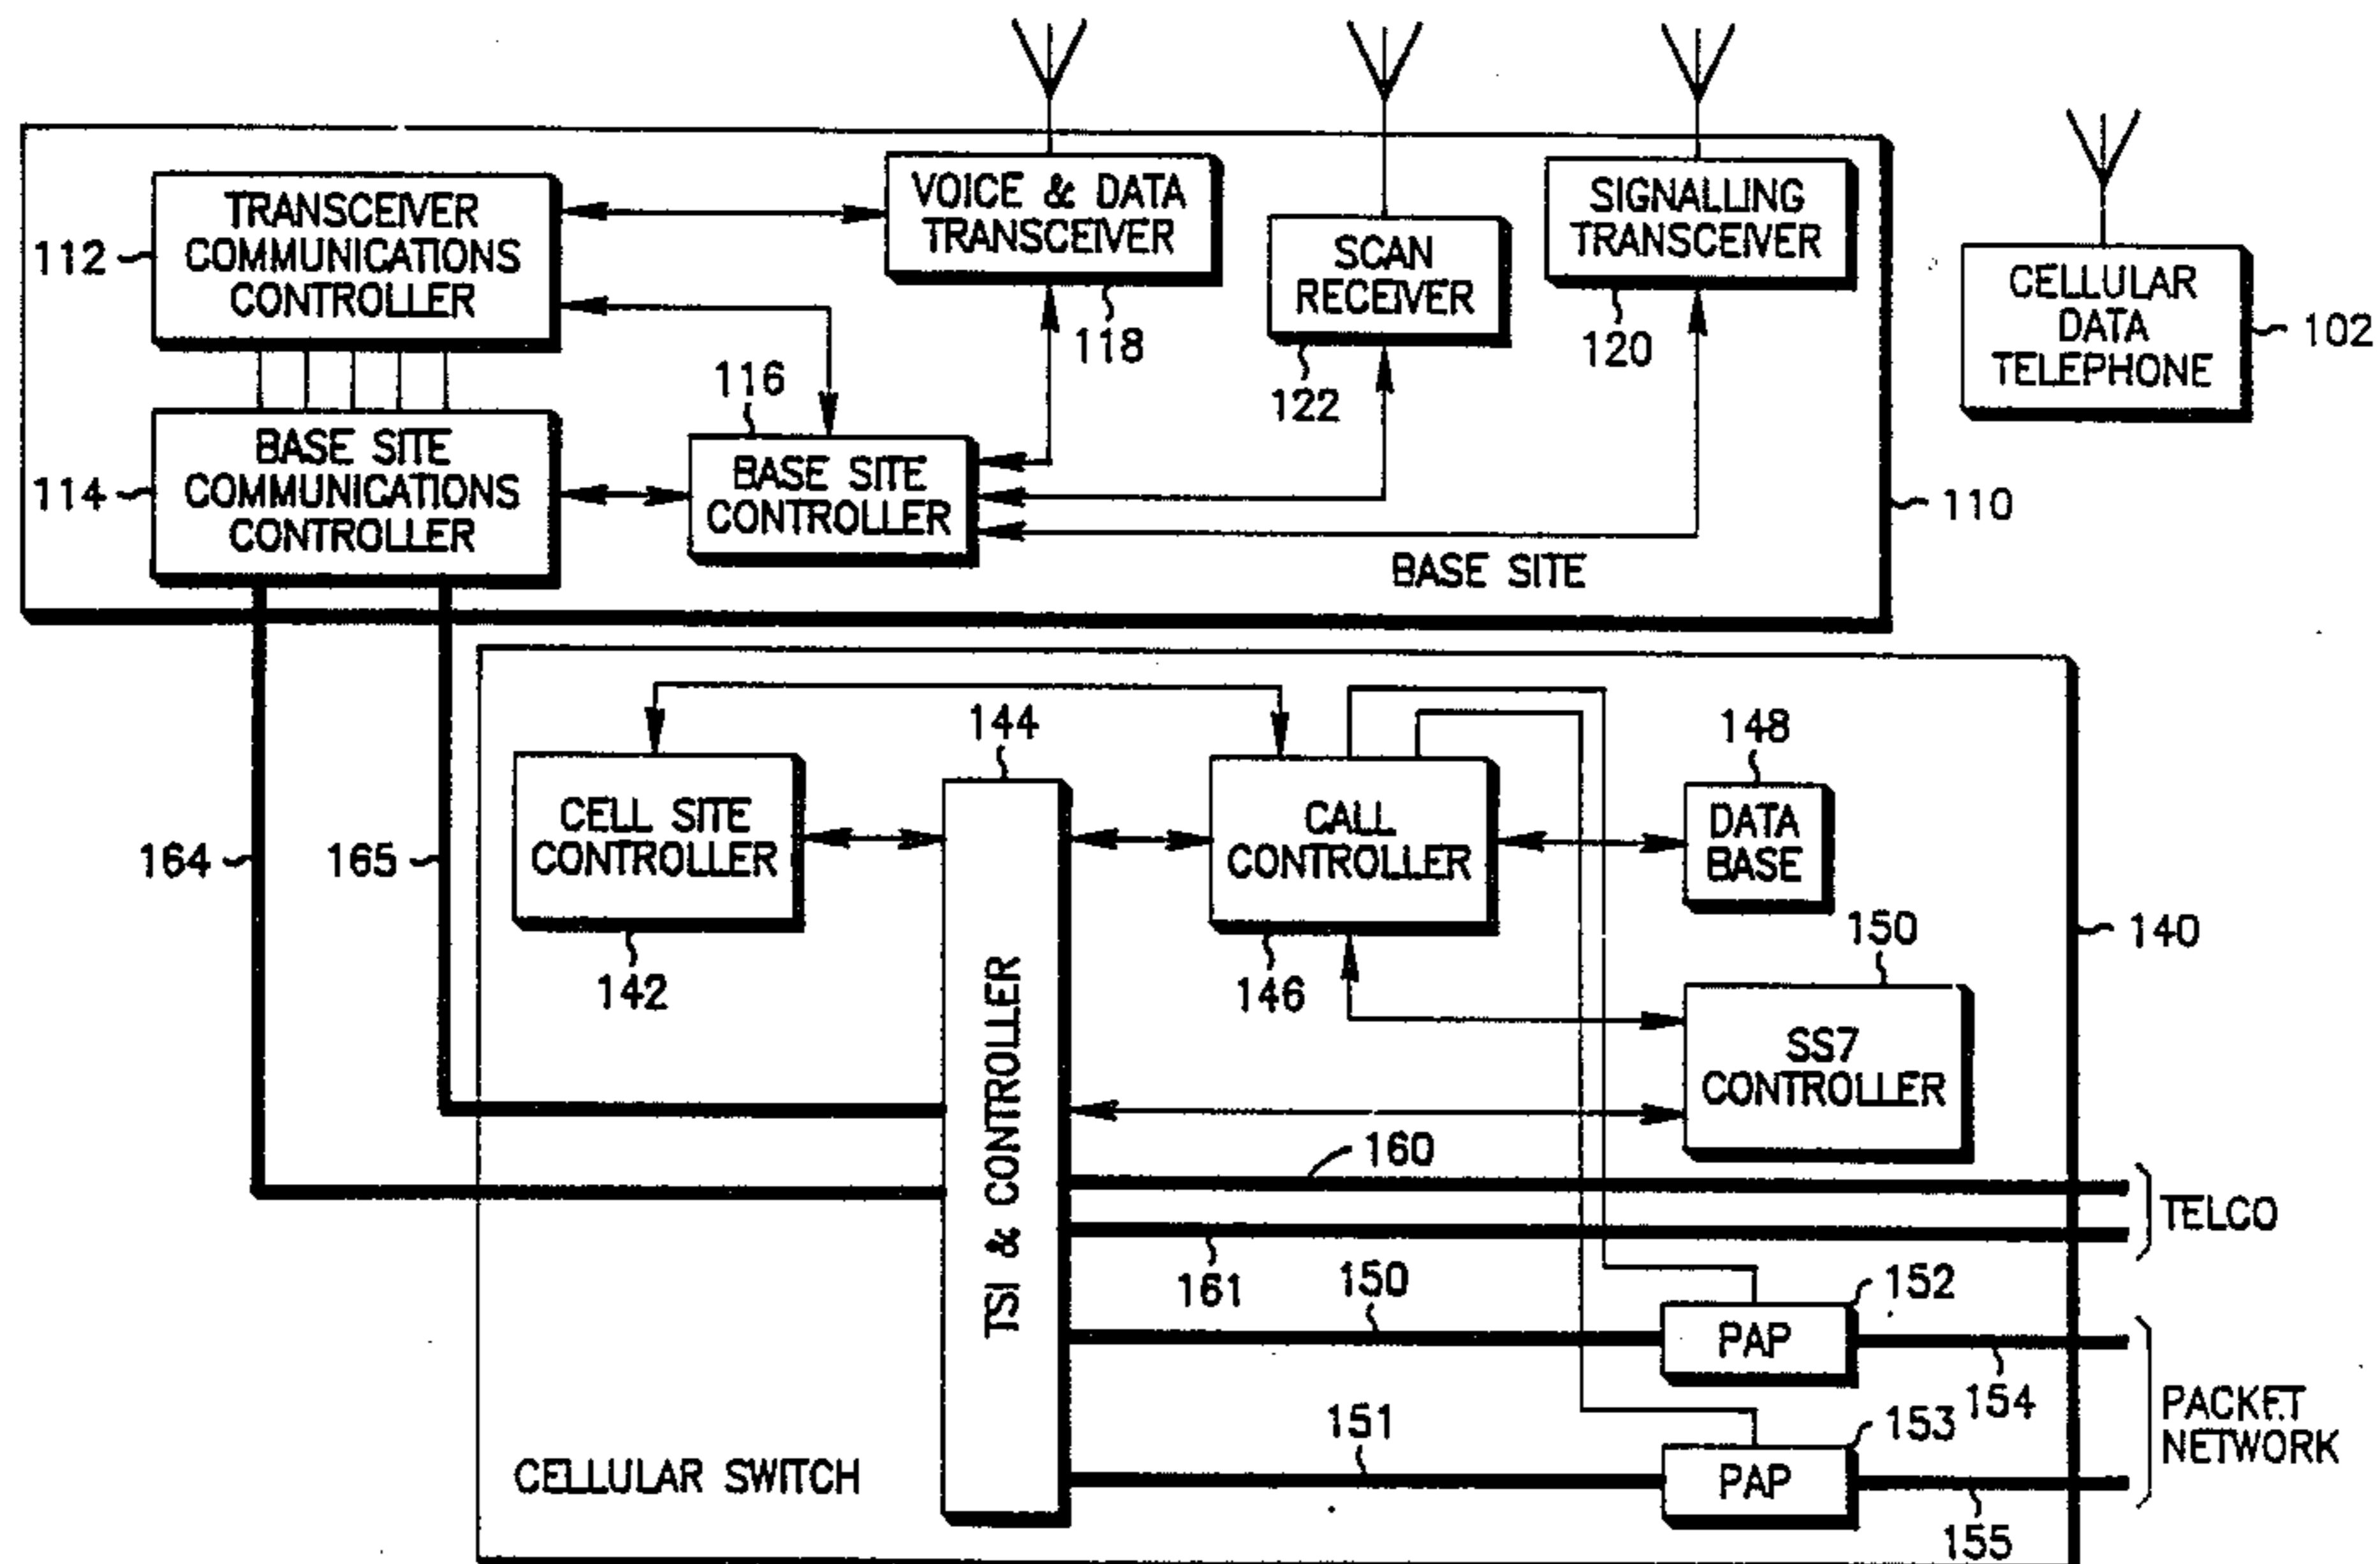 TRANSCEIVER
COMMUNICATIONS
CONTROLLER
112
VOICE & DATA
TRANSCEIVER
118
SCAN
RECEIVER
122
SIGNALLING
TRANSCEIVER
120
CELLULAR
DATA
TELEPHONE
102
BASE SITE
COMMUNICATIONS
CONTROLLER
114
116
BASE SITE
CONTROLLER
BASE SITE
110
164
165
CELL SITE
CONTROLLER
142
144
TSI & CONTROLLER
CALL
CONTROLLER
146
148
DATA
BASE
140
150
SS7
CONTROLLER
160
161
TELCO
150
152
PAP
154
151
153
PAP
155
PACKET
NETWORK
CELLULAR SWITCH